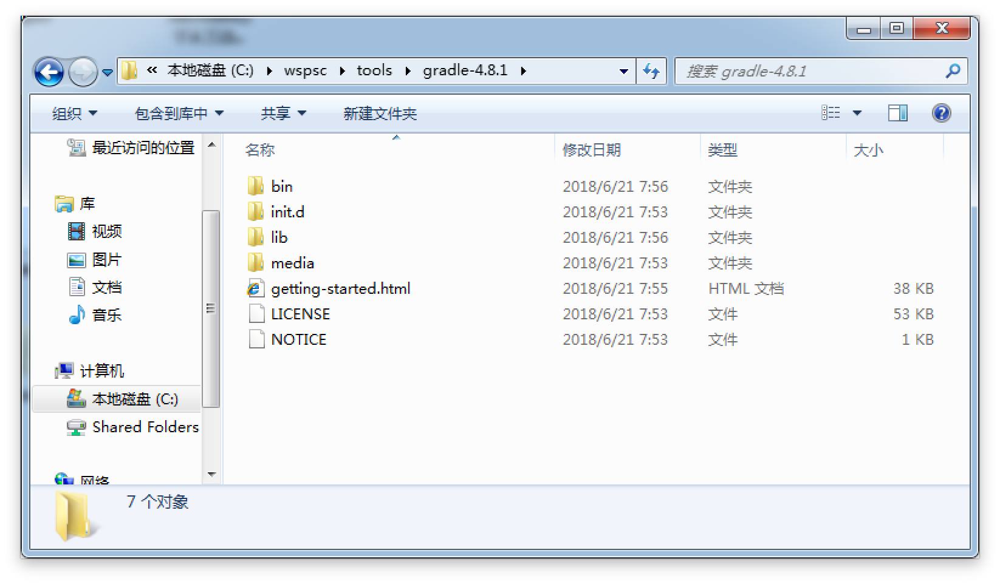 « 本地磁盘 (C:) wspsc tools gradle-4.8.1
搜索 gradle-4.8.1
组织 包含到库中 共享 新建文件夹
最近访问的位置
库
视频
图片
文档
音乐
计算机
本地磁盘 (C:)
Shared Folders
网络
名称 修改日期 类型 大小
bin 2018/6/21 7:56 文件夹
init.d 2018/6/21 7:53 文件夹
lib 2018/6/21 7:56 文件夹
media 2018/6/21 7:53 文件夹
getting-started.html 2018/6/21 7:55 HTML 文档 38 KB
LICENSE 2018/6/21 7:53 文件 53 KB
NOTICE 2018/6/21 7:53 文件 1 KB
7 个对象